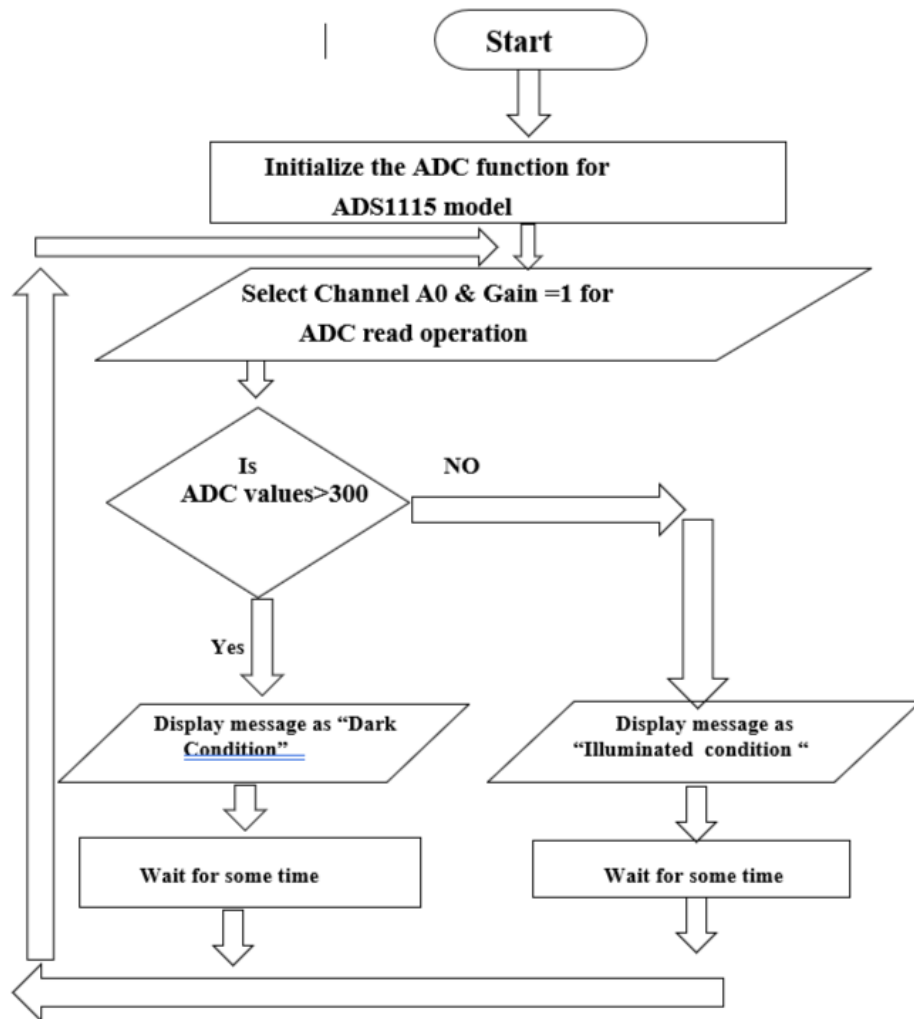 Start
Initialize the ADC function for
ADS1115 model
Select Channel A0 & Gain =1 for
ADC read operation
Is
ADC values>300
NO
Yes
Display message as “Dark
Condition”
Display message as
“Illuminated condition “
Wait for some time
Wait for some time